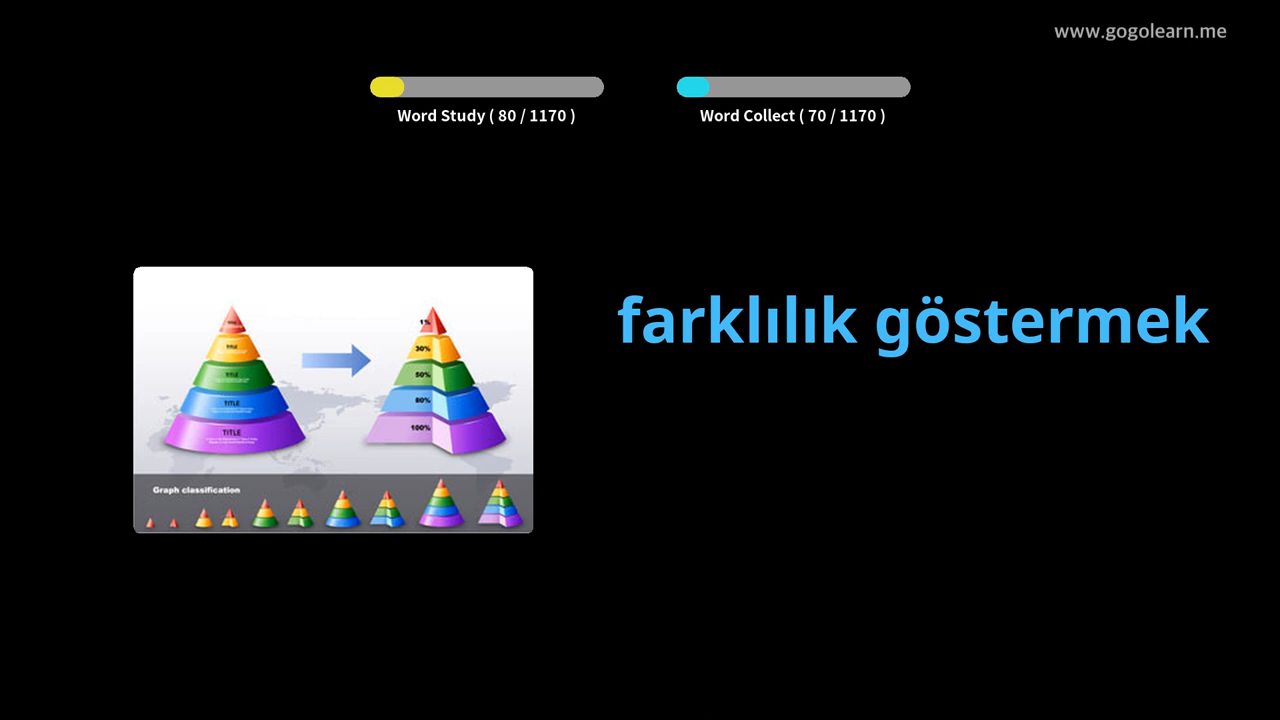 www.gogolearn.me
Word Study ( 80 / 1170 )
Word Collect ( 70 / 1170 )
farklılık göstermek
TITLE
TITLE
TITLE
TITLE
1%
30%
50%
80%
100%
Graph classification